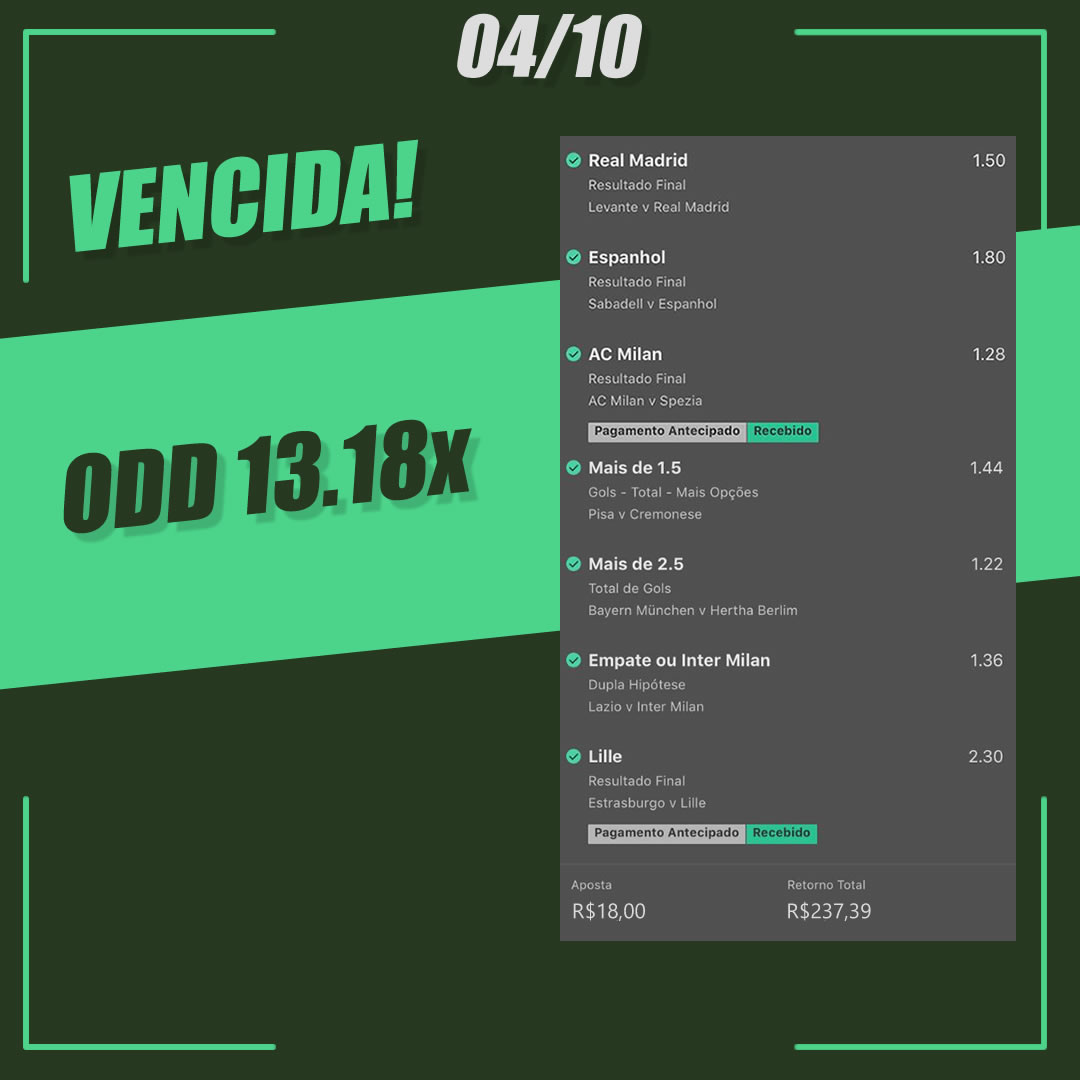 04/10
VENCIDA!
ODD 13.18x
Real Madrid 1.50
Resultado Final
Levante v Real Madrid
Espanhol 1.80
Resultado Final
Sabadell v Espanhol
AC Milan 1.28
Resultado Final
AC Milan v Spezia
Pagamento Antecipado Recebido
Mais de 1.5 1.44
Gols - Total - Mais Opções
Pisa v Cremonese
Mais de 2.5 1.22
Total de Gols
Bayern München v Hertha Berlim
Empate ou Inter Milan 1.36
Dupla Hipótese
Lazio v Inter Milan
Lille 2.30
Resultado Final
Estrasburgo v Lille
Pagamento Antecipado Recebido
Aposta Retorno Total
R$18,00 R$237,39